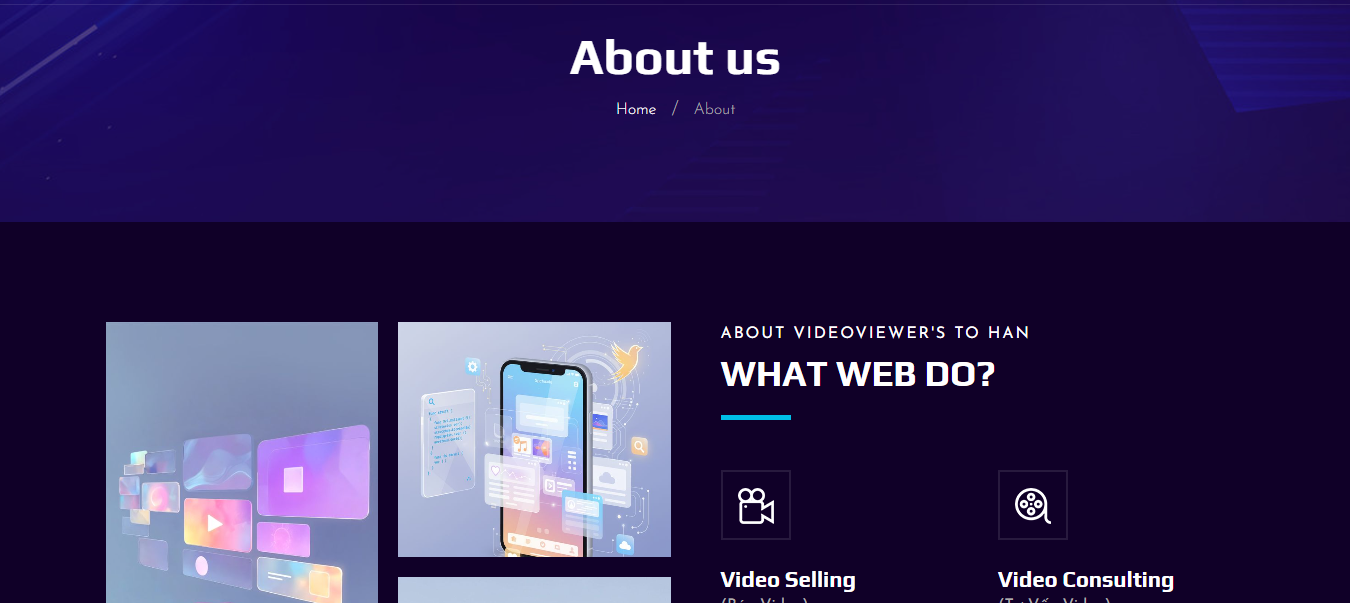 About us
Home / About
ABOUT VIDEOVIEWER'S TO HAN
WHAT WEB DO?
Video Selling
Video Consulting